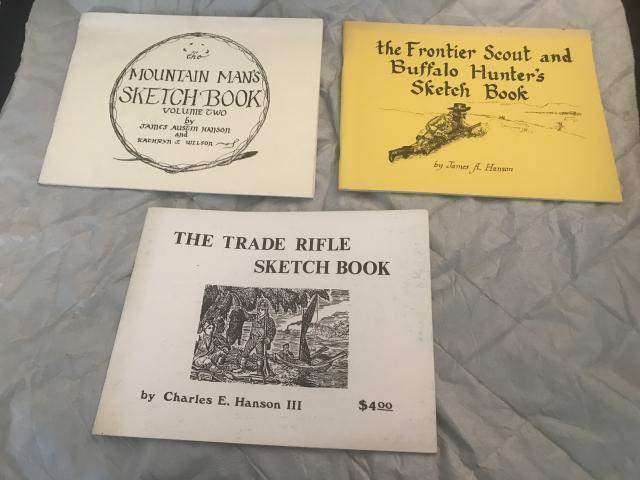 the
MOUNTAIN MAN'S
SKETCH BOOK
VOLUME TWO
by
JAMES AUSTIN HANSON
and
KATHRYN J. WILSON
the Frontier Scout and
Buffalo Hunter's
Sketch Book
by James A. Hanson
THE TRADE RIFLE
SKETCH BOOK
by Charles E. Hanson III
$4.00